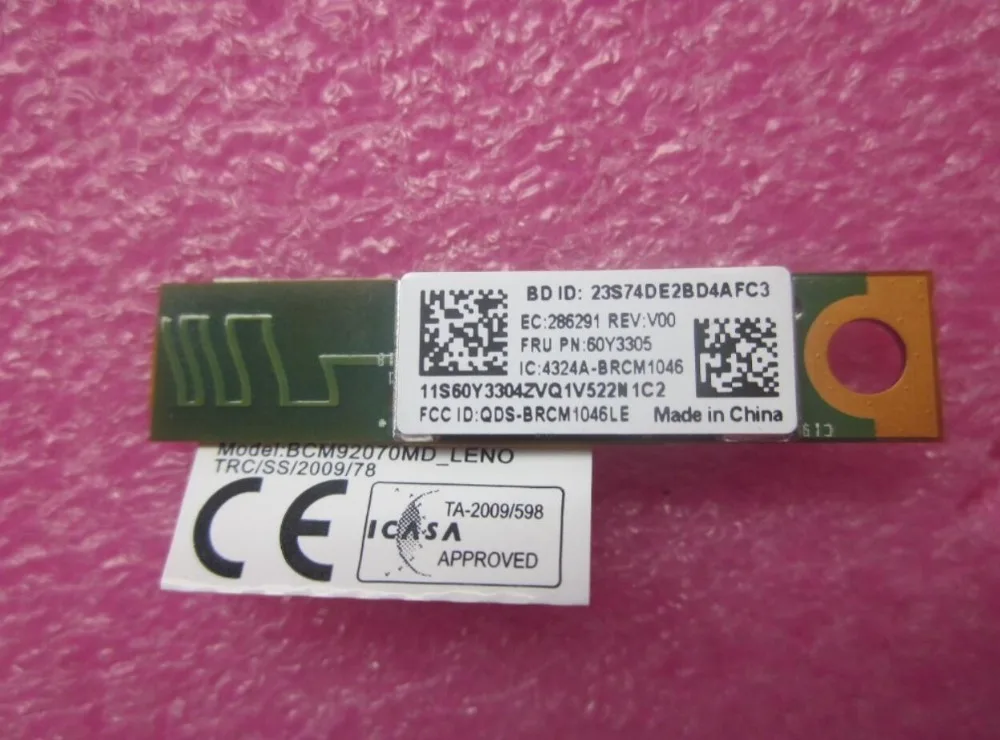 BD ID: 23S74DE2BD4AFC3
EC:286291 REV:V00
FRU PN:60Y3305
IC:4324A-BRCM1046
11S60Y3304ZVQ1V522N1C2
FCC ID:QDS-BRCM1046LE Made in China
C19
Model:BCM92070MD_LENO
TRC/SS/2009/78
CE
TA-2009/598
ICASA
APPROVED